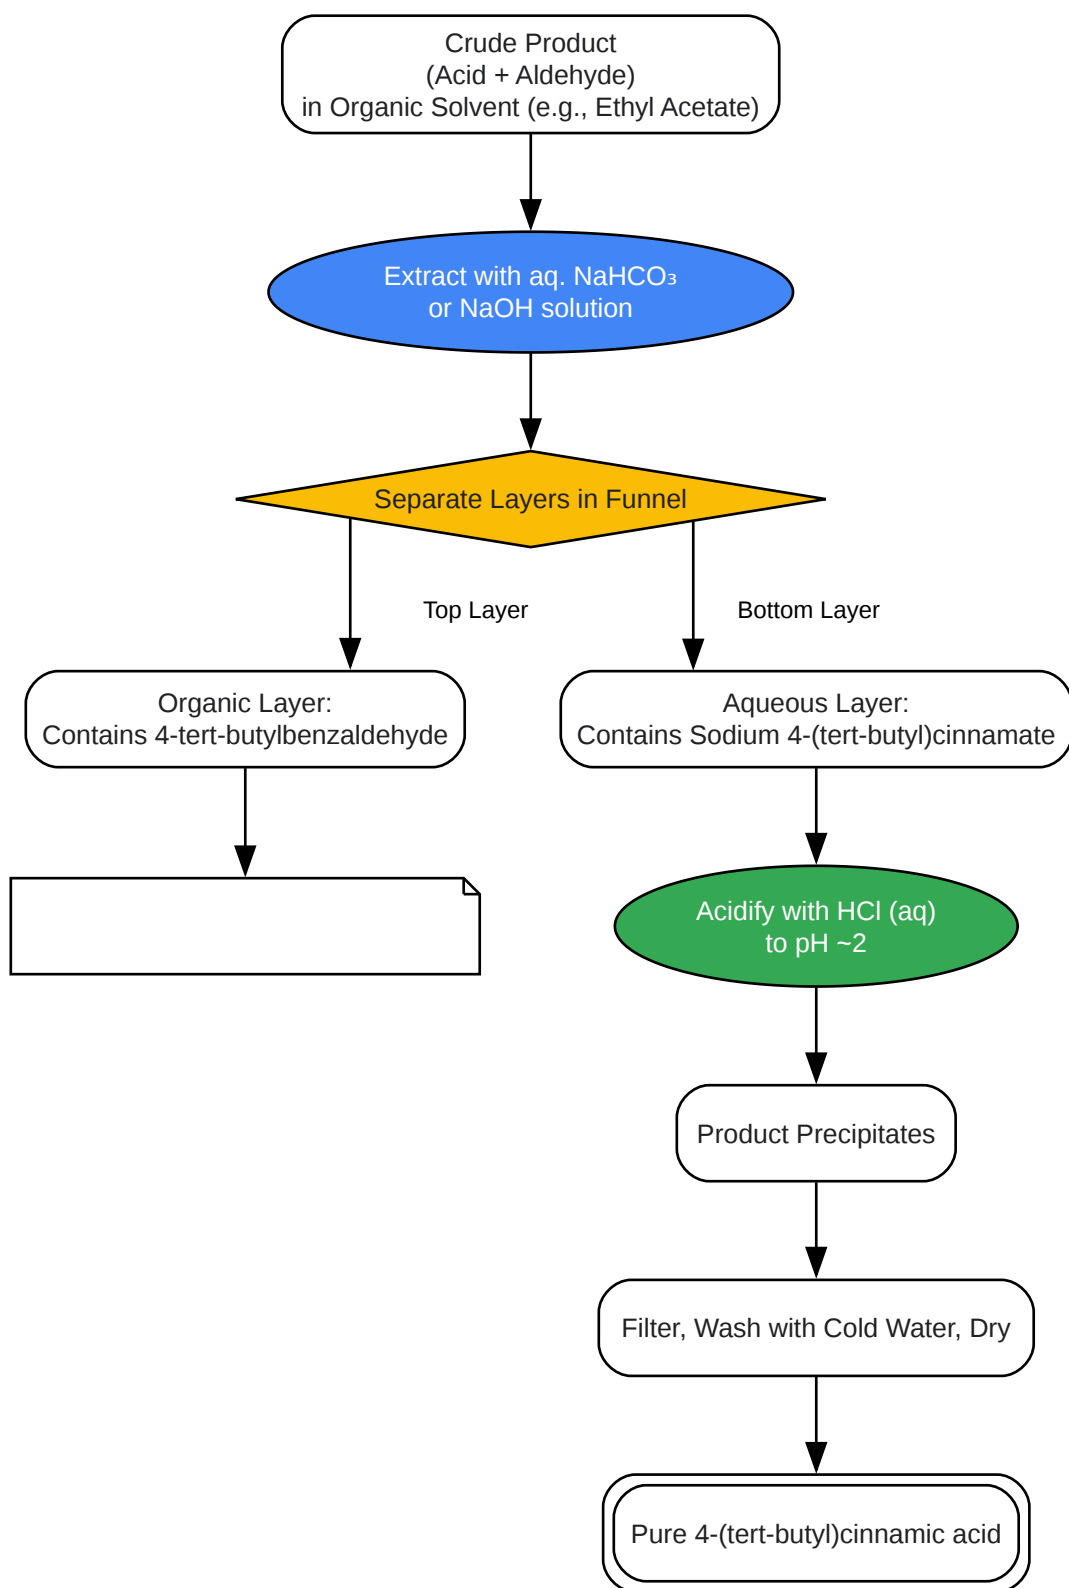 Crude Product
(Acid + Aldehyde)
in Organic Solvent (e.g., Ethyl Acetate)
Extract with aq. NaHCO₃
or NaOH solution
Separate Layers in Funnel
Top Layer
Bottom Layer
Organic Layer:
Contains 4-tert-butylbenzaldehyde
Aqueous Layer:
Contains Sodium 4-(tert-butyl)cinnamate
Acidify with HCl (aq)
to pH ~2
Product Precipitates
Filter, Wash with Cold Water, Dry
Pure 4-(tert-butyl)cinnamic acid